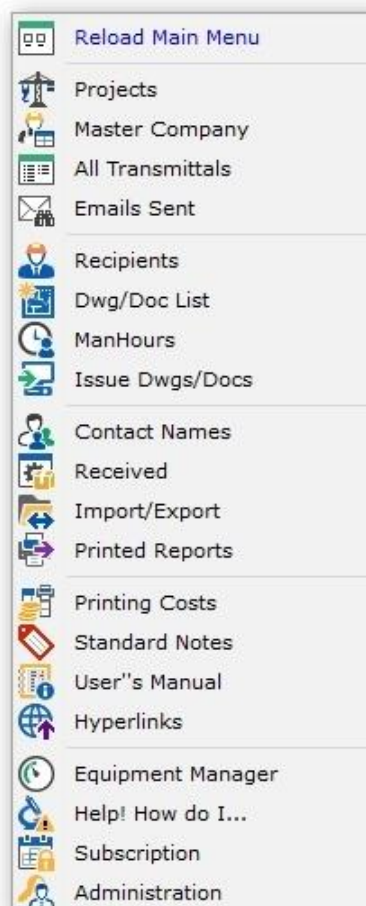 Reload Main Menu
Projects
Master Company
All Transmittals
Emails Sent
Recipients
Dwg/Doc List
ManHours
Issue Dwgs/Docs
Contact Names
Received
Import/Export
Printed Reports
Printing Costs
Standard Notes
User''s Manual
Hyperlinks
Equipment Manager
Help! How do I...
Subscription
Administration